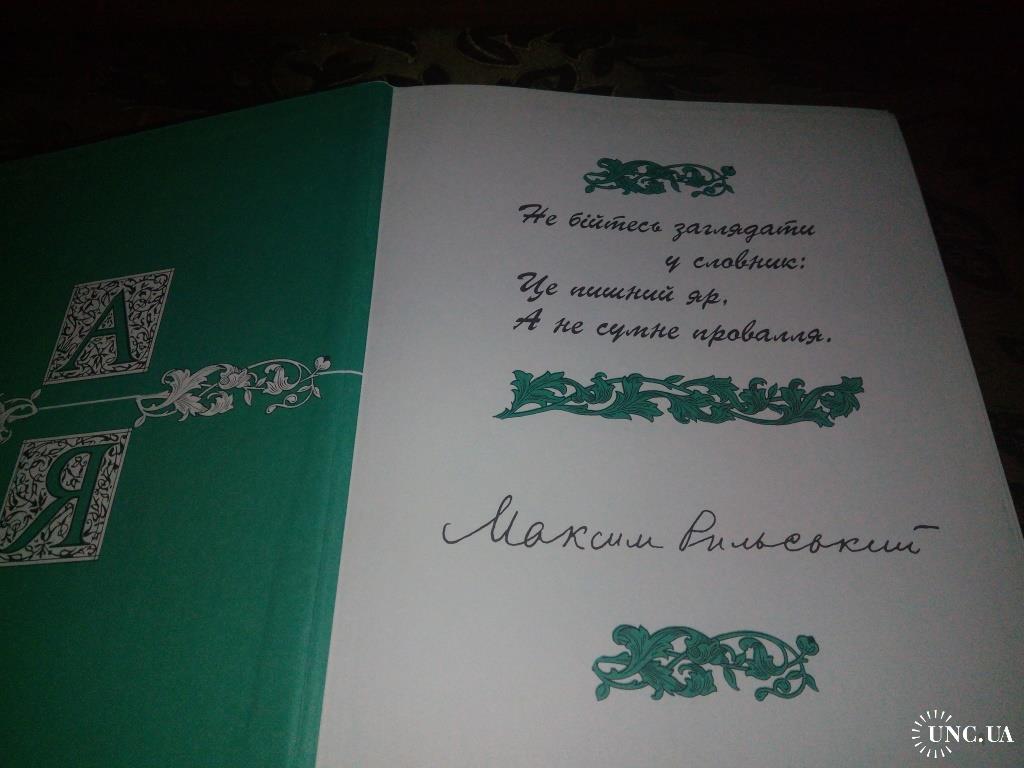 А
Я
Не бійтесь заглядати
у словник:
Це пишний яр,
А не сумне провалля.
Максим Рильський
UNC.UA